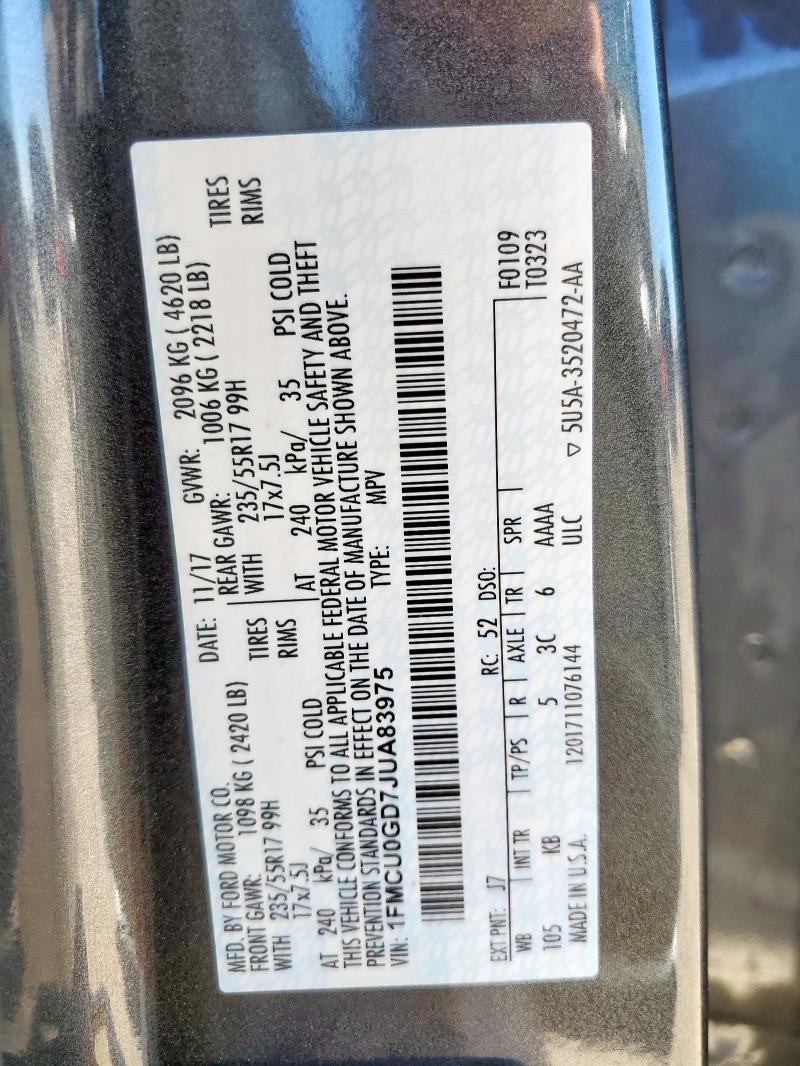 MFD. BY FORD MOTOR CO.
DATE: 11/17 GVWR: 2096 KG ( 4620 LB)
FRONT GAWR: 1098 KG ( 2420 LB) REAR GAWR: 1006 KG ( 2218 LB)
WITH 235/55R17 99H TIRES WITH 235/55R17 99H TIRES
17x7.5J RIMS 17x7.5J RIMS
AT 240 kPa/ 35 PSI COLD AT 240 kPa/ 35 PSI COLD
THIS VEHICLE CONFORMS TO ALL APPLICABLE FEDERAL MOTOR VEHICLE SAFETY AND THEFT
PREVENTION STANDARDS IN EFFECT ON THE DATE OF MANUFACTURE SHOWN ABOVE.
VIN: 1FMCU0GD7JUA83975 TYPE: MPV
EXT PNT: J7 RC: 52 DSO: F0109
WB INT TR TP/PS R AXLE TR SPR T0323
105 KB 5 3C 6 AAAA
MADE IN U.S.A. 1201711076144 ULC ▽ 5U5A-3520472-AA